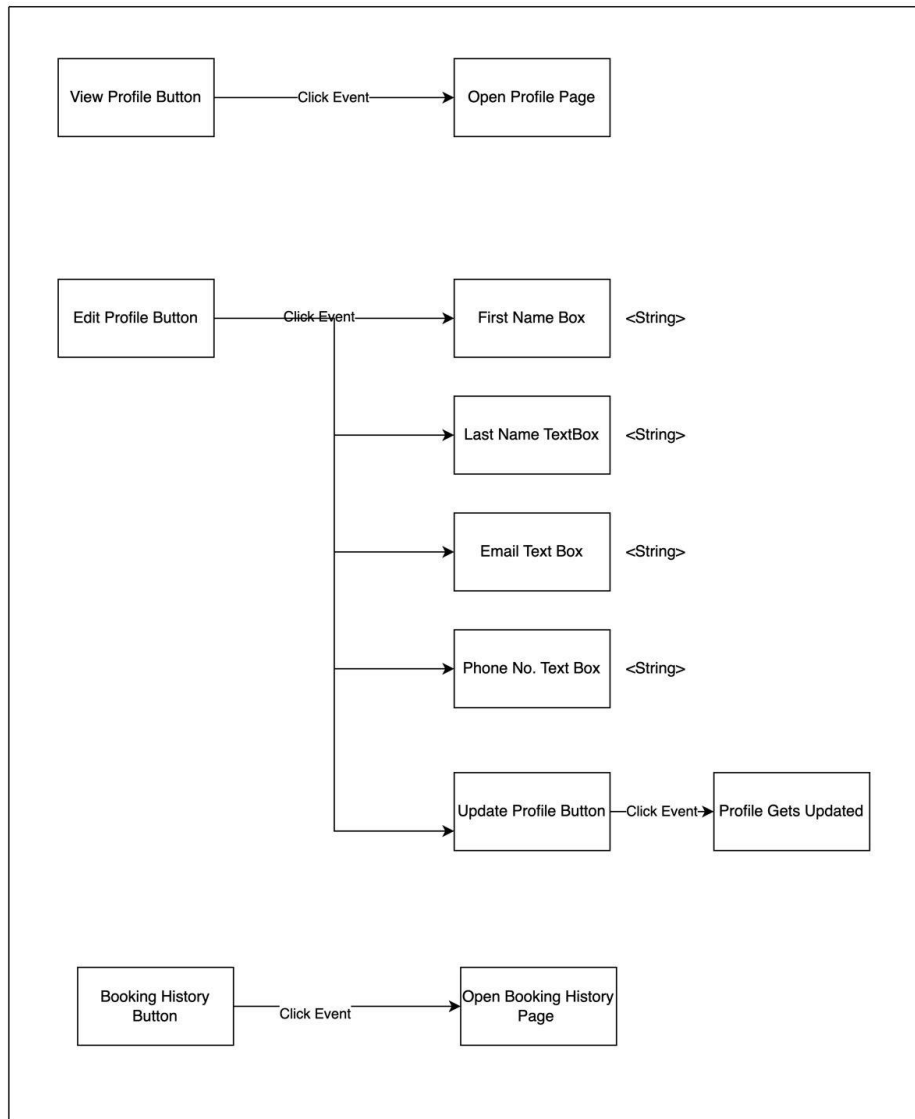 View Profile Button
Click Event
Open Profile Page
Edit Profile Button
Click Event
First Name Box
<String>
Last Name TextBox
<String>
Email Text Box
<String>
Phone No. Text Box
<String>
Update Profile Button
Click Event
Profile Gets Updated
Booking History
Button
Click Event
Open Booking History
Page